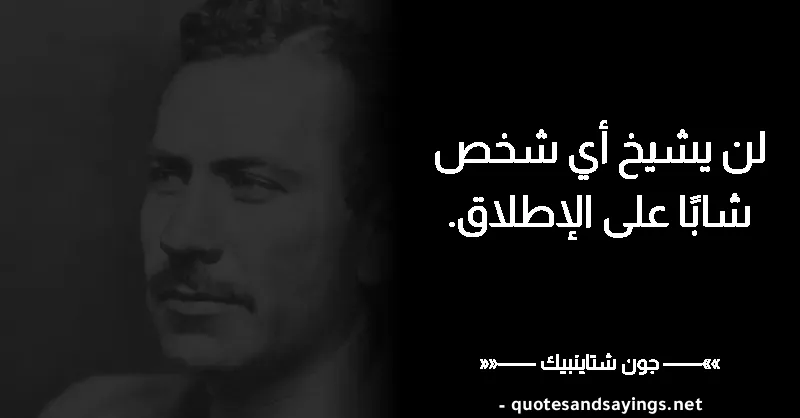 لن يشيخ أي شخص
شابًا على الإطلاق.
»»—— جون شتاينبيك ——««
- quotesandsayings.net